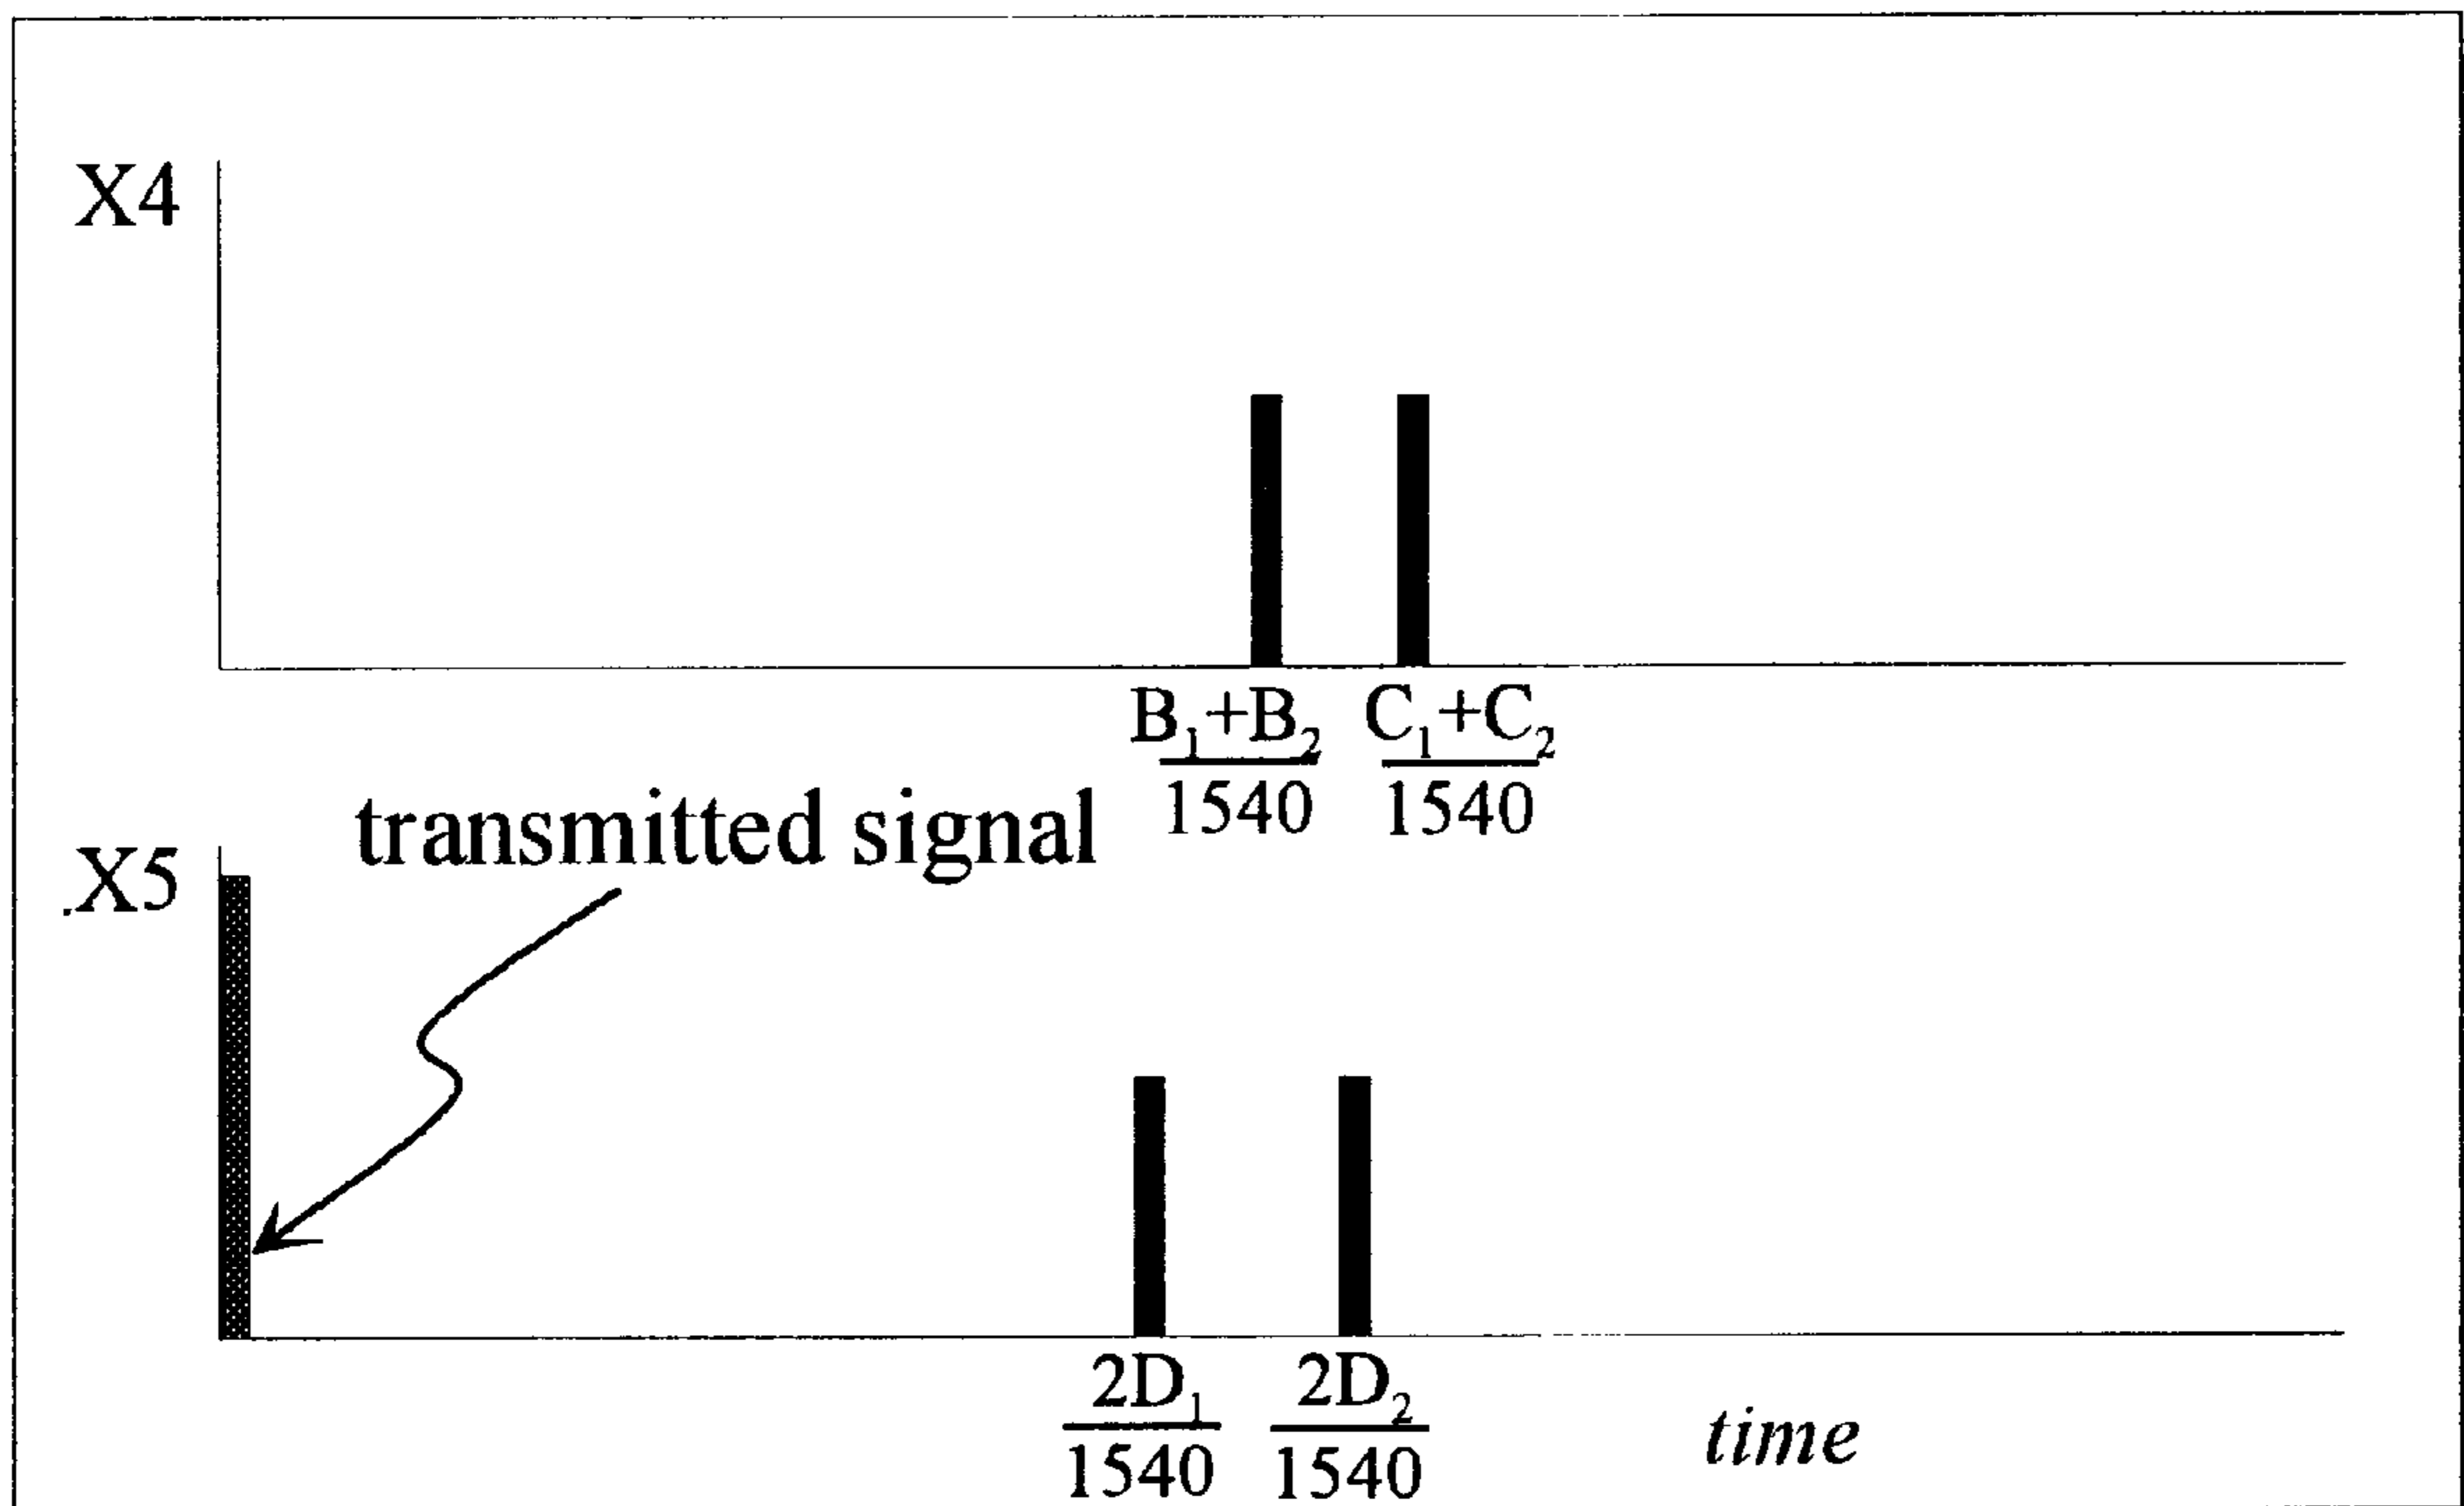 X4
B₁+B₂ C₁+C₂
1540 1540
transmitted signal
X5
2D₁ 2D₂
1540 1540
time